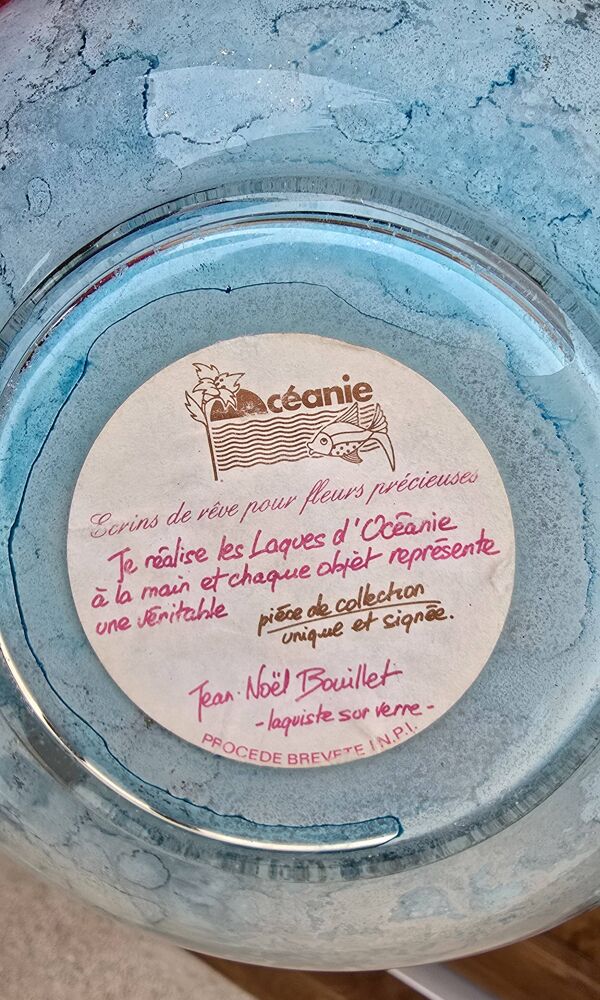 Océanie
Ecrins de rêve pour fleurs précieuses
Je réalise les Laques d'Océanie
à la main et chaque objet représente
une véritable pièce de collection
unique et signée.
Jean-Noël Bouillet
- laquiste sur verre -
PROCEDE BREVETE I.N.P.I.